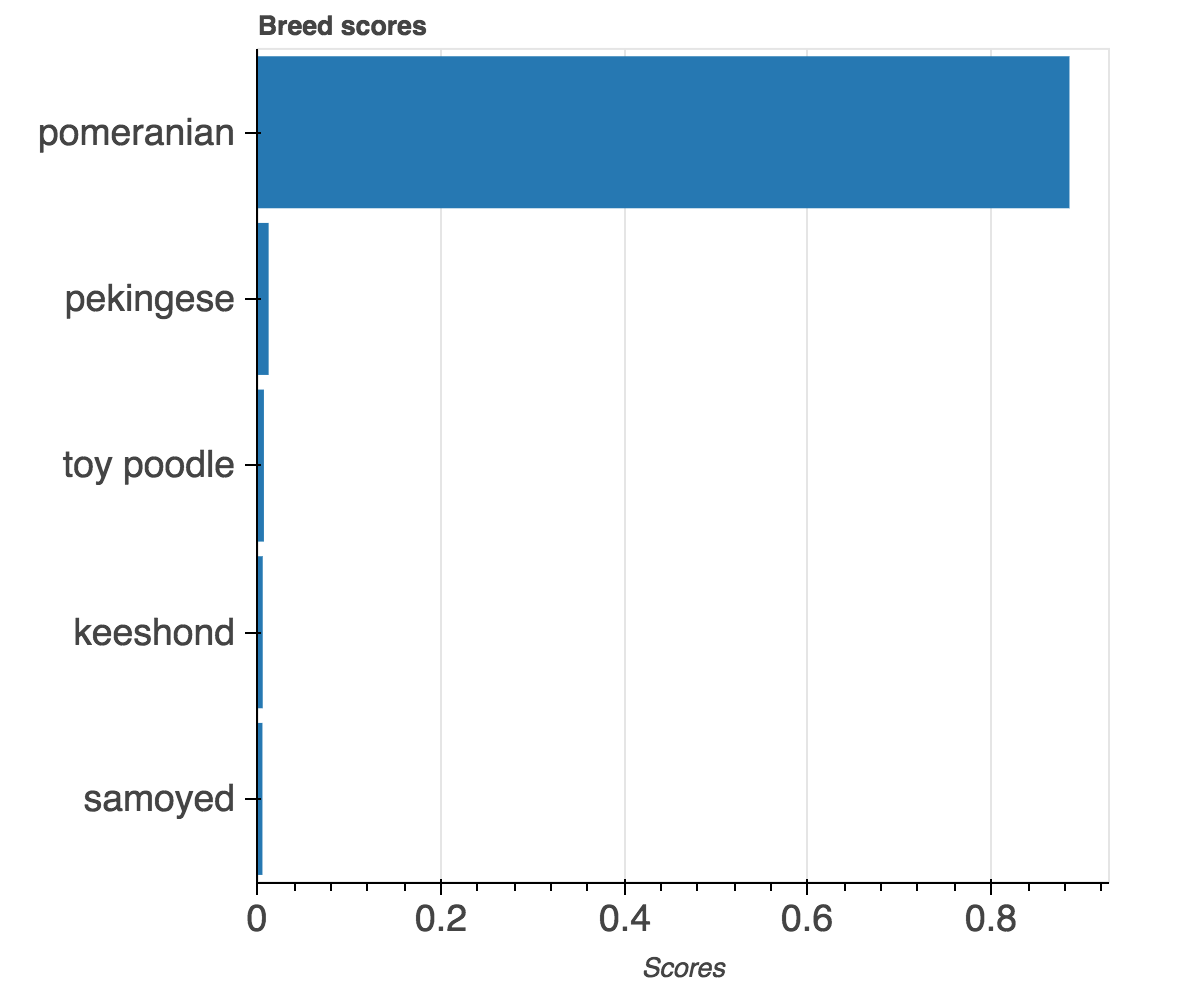 Breed scores
pomeranian
pekingese
toy poodle
keeshond
samoyed
0 0.2 0.4 0.6 0.8
Scores